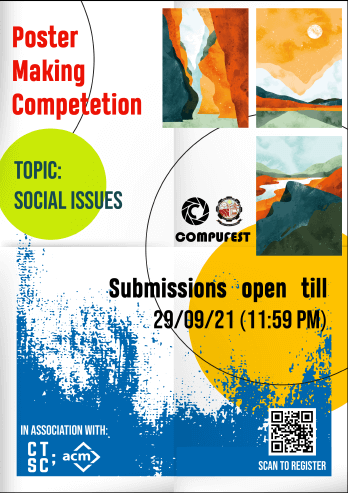 Poster
Making
Competetion
TOPIC:
SOCIAL ISSUES
COMPUFEST
Submissions open till
29/09/21 (11:59 PM)
IN ASSOCIATION WITH:
CT
SC;
acm
SCAN TO REGISTER